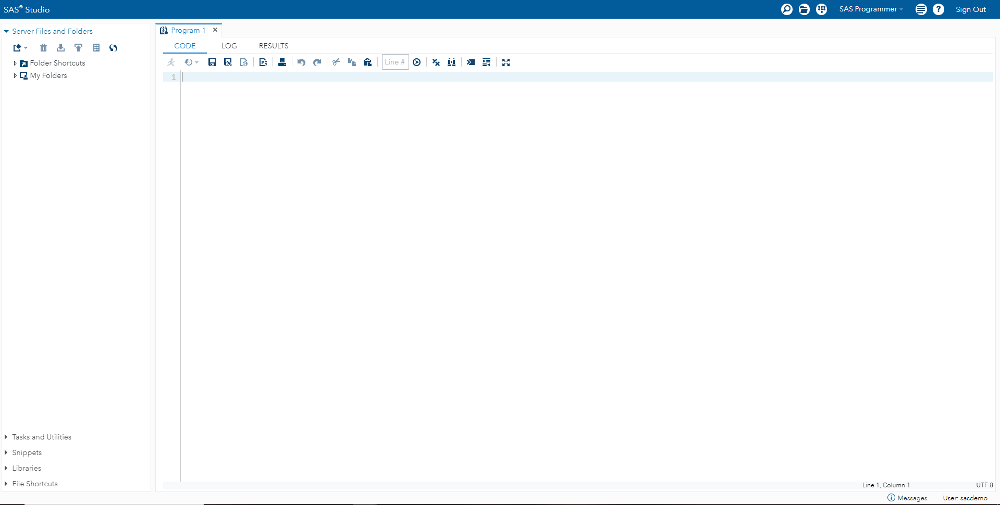 SAS® Studio
SAS Programmer
Sign Out
Server Files and Folders
Folder Shortcuts
My Folders
Tasks and Utilities
Snippets
Libraries
File Shortcuts
Program 1
CODE LOG RESULTS
Line #
1
Line 1, Column 1
UTF-8
Messages
User: sasdemo